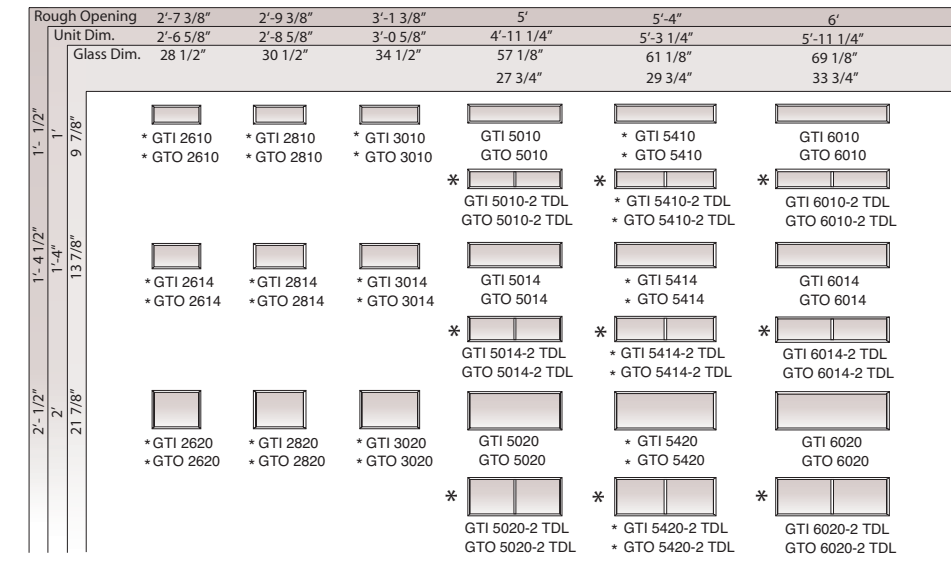 Rough Opening 2'-7 3/8" 2'-9 3/8" 3'-1 3/8" 5' 5'-4" 6'
Unit Dim. 2'-6 5/8" 2'-8 5/8" 3'-0 5/8" 4'-11 1/4" 5'-3 1/4" 5'-11 1/4"
Glass Dim. 28 1/2" 30 1/2" 34 1/2" 57 1/8" 61 1/8" 69 1/8"
27 3/4" 29 3/4" 33 3/4"
1'- 1/2" 1' 9 7/8"
* GTI 2610 * GTI 2810 * GTI 3010 GTI 5010 * GTI 5410 GTI 6010
* GTO 2610 * GTO 2810 * GTO 3010 GTO 5010 * GTO 5410 GTO 6010
* * *
GTI 5010-2 TDL * GTI 5410-2 TDL GTI 6010-2 TDL
GTO 5010-2 TDL * GTO 5410-2 TDL GTO 6010-2 TDL
1'- 4 1/2" 1'-4" 13 7/8"
* GTI 2614 * GTI 2814 * GTI 3014 GTI 5014 * GTI 5414 GTI 6014
* GTO 2614 * GTO 2814 * GTO 3014 GTO 5014 * GTO 5414 GTO 6014
* * *
GTI 5014-2 TDL * GTI 5414-2 TDL GTI 6014-2 TDL
GTO 5014-2 TDL * GTO 5414-2 TDL GTO 6014-2 TDL
2'- 1/2" 2' 21 7/8"
* GTI 2620 * GTI 2820 * GTI 3020 GTI 5020 * GTI 5420 GTI 6020
* GTO 2620 * GTO 2820 * GTO 3020 GTO 5020 * GTO 5420 GTO 6020
* * *
GTI 5020-2 TDL * GTI 5420-2 TDL GTI 6020-2 TDL
GTO 5020-2 TDL * GTO 5420-2 TDL GTO 6020-2 TDL